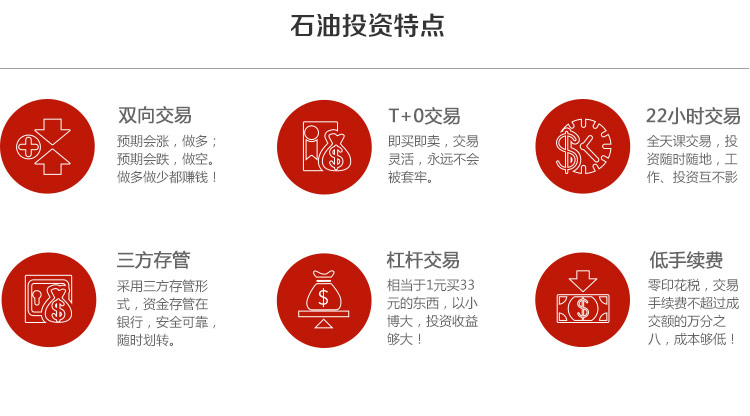 石油投资特点
双向交易
预期会涨，做多；
预期会跌，做空。
做多做少都赚钱！
T+0交易
即买即卖，交易
灵活，永远不会
被套牢。
22小时交易
全天课交易，投
资随时随地，工
作、投资互不影
三方存管
采用三方存管形
式，资金存管在
银行，安全可靠，
随时划转。
杠杆交易
相当于1元买33
元的东西，以小
博大，投资收益
够大！
低手续费
零印花税，交易
手续费不超过成
交额的万分之
八，成本够低！
$
$
$
$
$